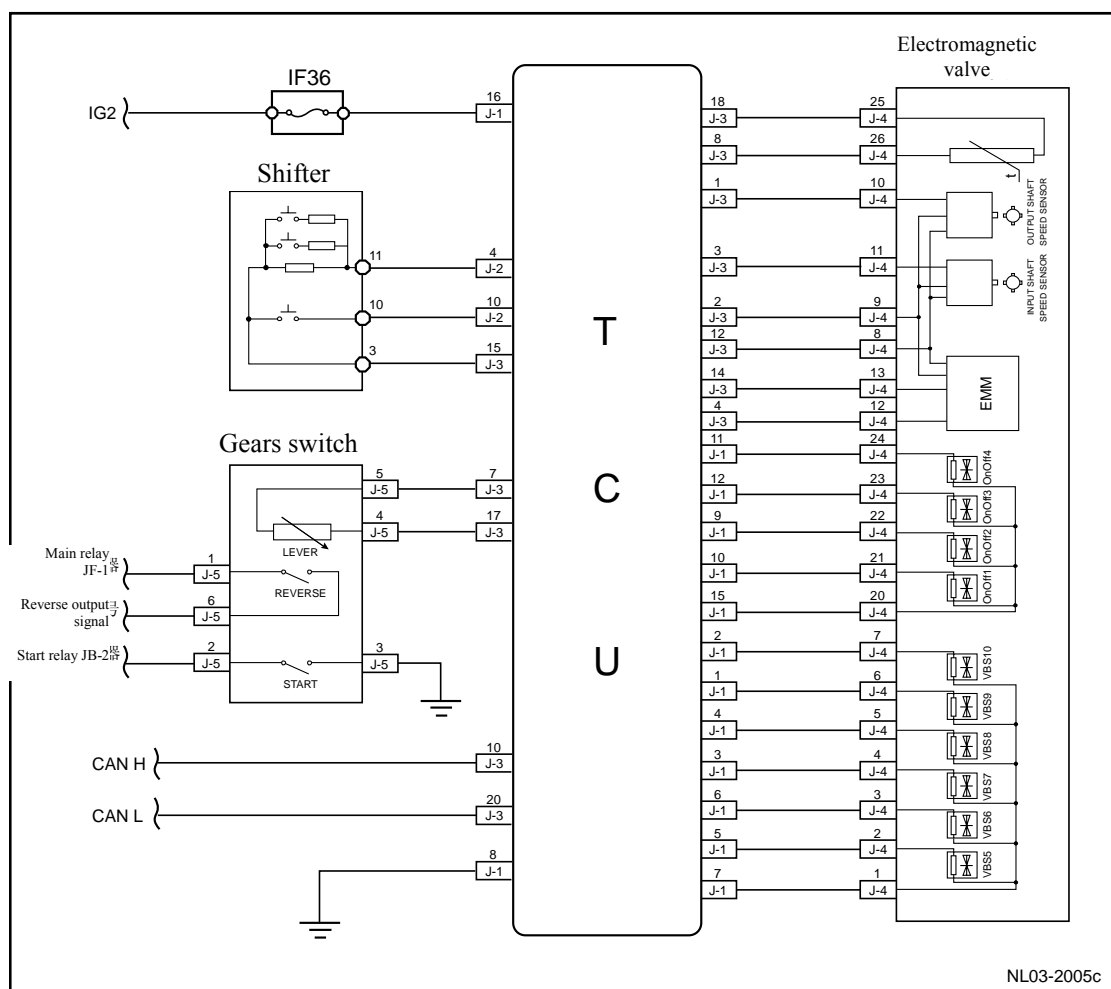 Electromagnetic
valve
IF36
IG2
16
J-1
Shifter
11
4
J-2
10
10
J-2
3
15
J-3
Gears switch
5
J-5
7
J-3
4
J-5
17
J-3
LEVER
Main relay
JF-1
1
J-5
REVERSE
Reverse output
signal
6
J-5
Start relay JB-2
2
J-5
3
J-5
START
CAN H
10
J-3
CAN L
20
J-3
8
J-1
T
C
U
18
J-3
25
J-4
8
J-3
26
J-4
t
1
J-3
10
J-4
OUTPUT SHAFT
SPEED SENSOR
3
J-3
11
J-4
INPUT SHAFT
SPEED SENSOR
2
J-3
9
J-4
12
J-3
8
J-4
14
J-3
13
J-4
EMM
4
J-3
12
J-4
11
J-1
24
J-4
OnOff4
12
J-1
23
J-4
OnOff3
9
J-1
22
J-4
OnOff2
10
J-1
21
J-4
OnOff1
15
J-1
20
J-4
2
J-1
7
J-4
VBS10
1
J-1
6
J-4
VBS9
4
J-1
5
J-4
VBS8
3
J-1
4
J-4
VBS7
6
J-1
3
J-4
VBS6
5
J-1
2
J-4
VBS5
7
J-1
1
J-4
NL03-2005c